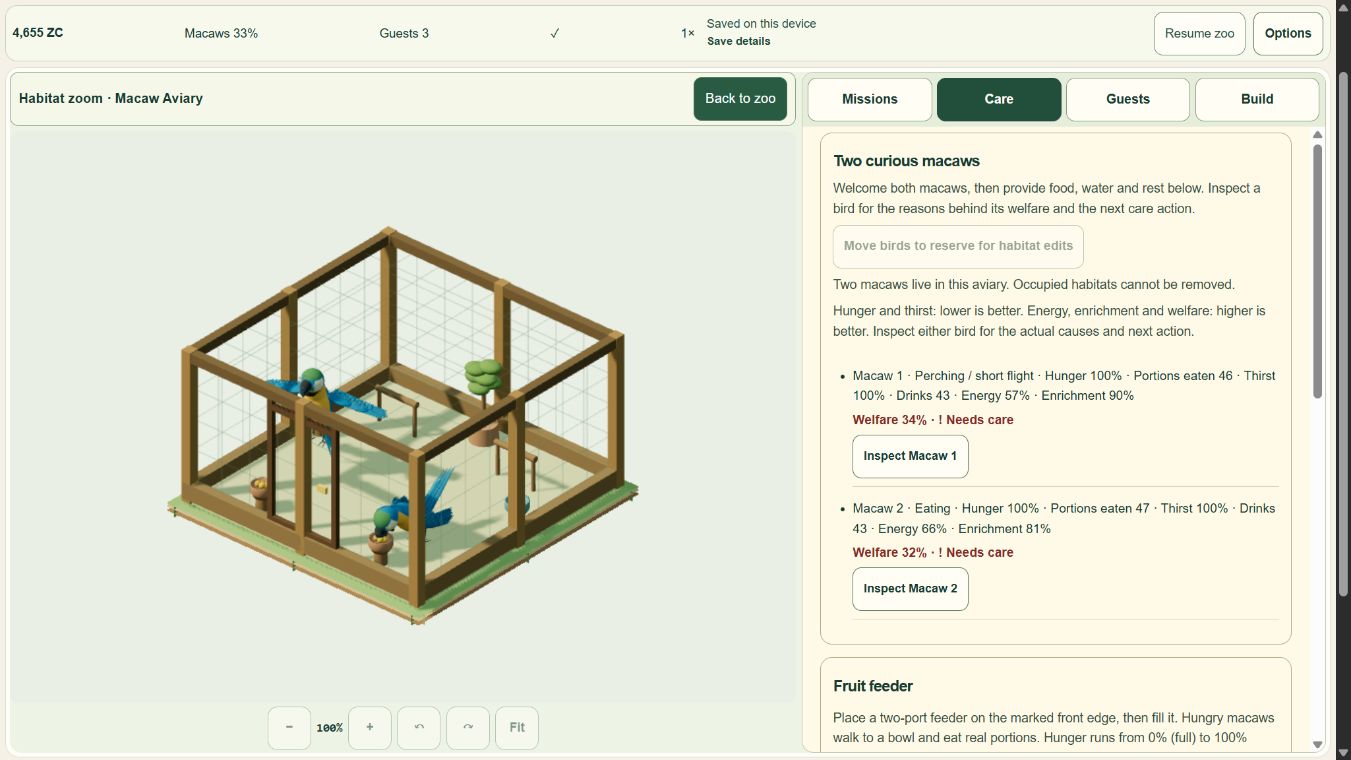 4,655 ZC
Macaws 33%
Guests 3
✓
1×
Saved on this device
Save details
Resume zoo
Options
Habitat zoom · Macaw Aviary
Back to zoo
Missions
Care
Guests
Build
Two curious macaws
Welcome both macaws, then provide food, water and rest below. Inspect a
bird for the reasons behind its welfare and the next care action.
Move birds to reserve for habitat edits
Two macaws live in this aviary. Occupied habitats cannot be removed.
Hunger and thirst: lower is better. Energy, enrichment and welfare: higher is
better. Inspect either bird for the actual causes and next action.
• Macaw 1 · Perching / short flight · Hunger 100% · Portions eaten 46 · Thirst
100% · Drinks 43 · Energy 57% · Enrichment 90%
Welfare 34% · ! Needs care
Inspect Macaw 1
• Macaw 2 · Eating · Hunger 100% · Portions eaten 47 · Thirst 100% · Drinks
43 · Energy 66% · Enrichment 81%
Welfare 32% · ! Needs care
Inspect Macaw 2
Fruit feeder
Place a two-port feeder on the marked front edge, then fill it. Hungry macaws
walk to a bowl and eat real portions. Hunger runs from 0% (full) to 100%
− 100% + ↶ ↷ Fit